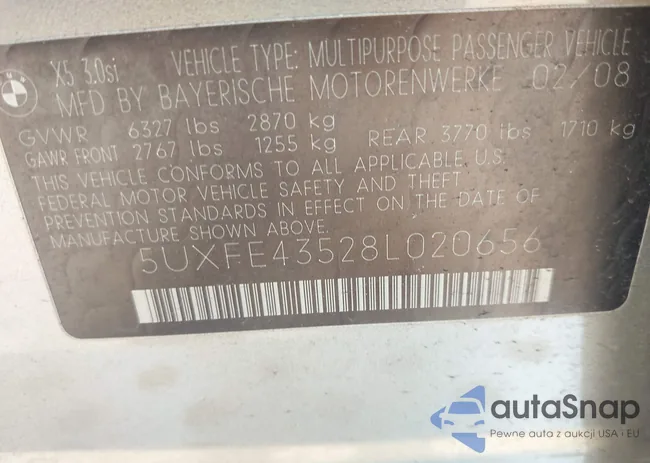 X5 3.0si VEHICLE TYPE: MULTIPURPOSE PASSENGER VEHICLE
MFD BY BAYERISCHE MOTORENWERKE 02/08
GVWR 6327 lbs 2870 kg
GAWR FRONT 2767 lbs 1255 kg REAR 3770 lbs 1710 kg
THIS VEHICLE CONFORMS TO ALL APPLICABLE U.S.
FEDERAL MOTOR VEHICLE SAFETY AND THEFT
PREVENTION STANDARDS IN EFFECT ON THE DATE OF
MANUFACTURE SHOWN ABOVE.
5UXFE43528L020656
autaSnap
Pewne auta z aukcji USA i EU